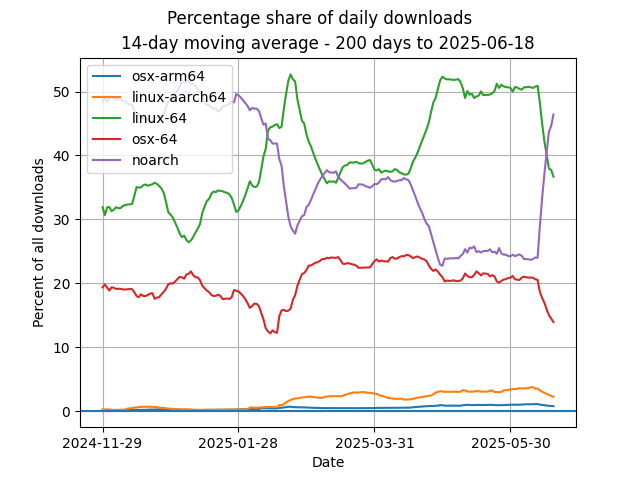 Percentage share of daily downloads
14-day moving average - 200 days to 2025-06-18
osx-arm64
linux-aarch64
linux-64
osx-64
noarch
Percent of all downloads
50
40
30
20
10
0
2024-11-29
2025-01-28
2025-03-31
2025-05-30
Date